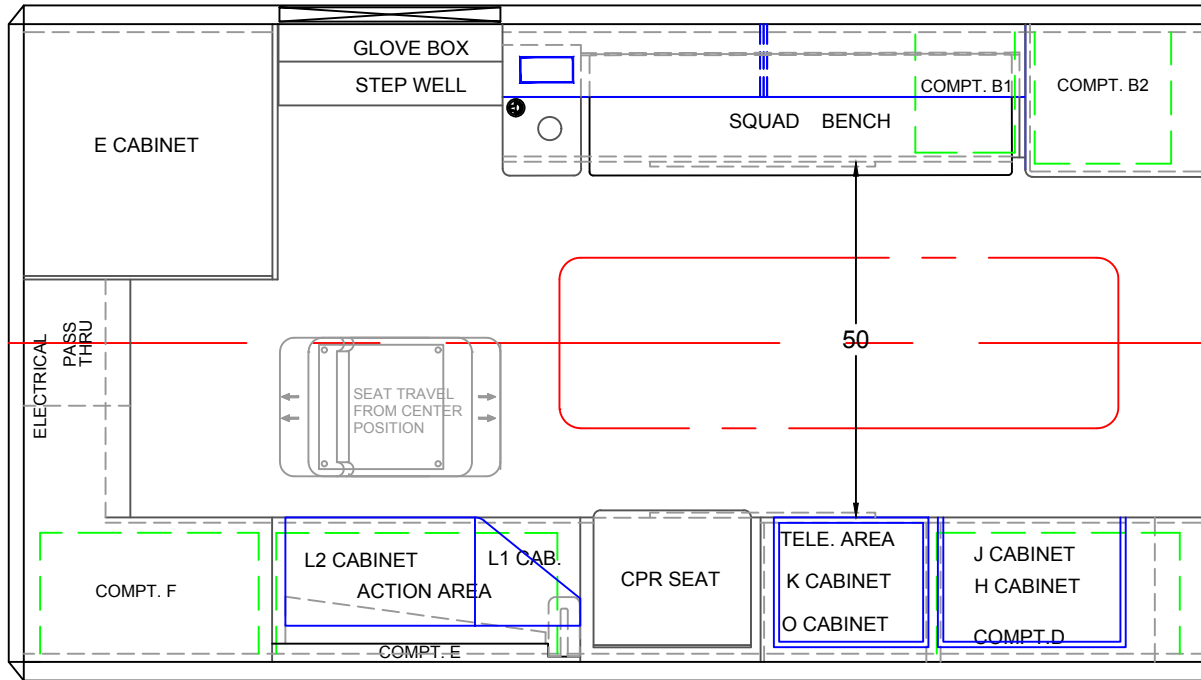 GLOVE BOX
STEP WELL
E CABINET
COMPT. B1
COMPT. B2
SQUAD BENCH
ELECTRICAL
PASS
THRU
50
SEAT TRAVEL
FROM CENTER
POSITION
COMPT. F
L2 CABINET
L1 CAB.
ACTION AREA
COMPT. E
CPR SEAT
TELE. AREA
K CABINET
O CABINET
J CABINET
H CABINET
COMPT.D